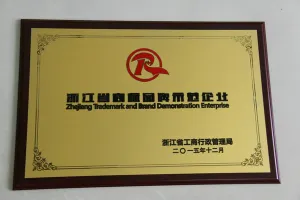 浙江省商标品牌示范企业
Zhejiang Trademark and Brand Demonstration Enterprise
浙江省工商行政管理局
二〇一五年十二月